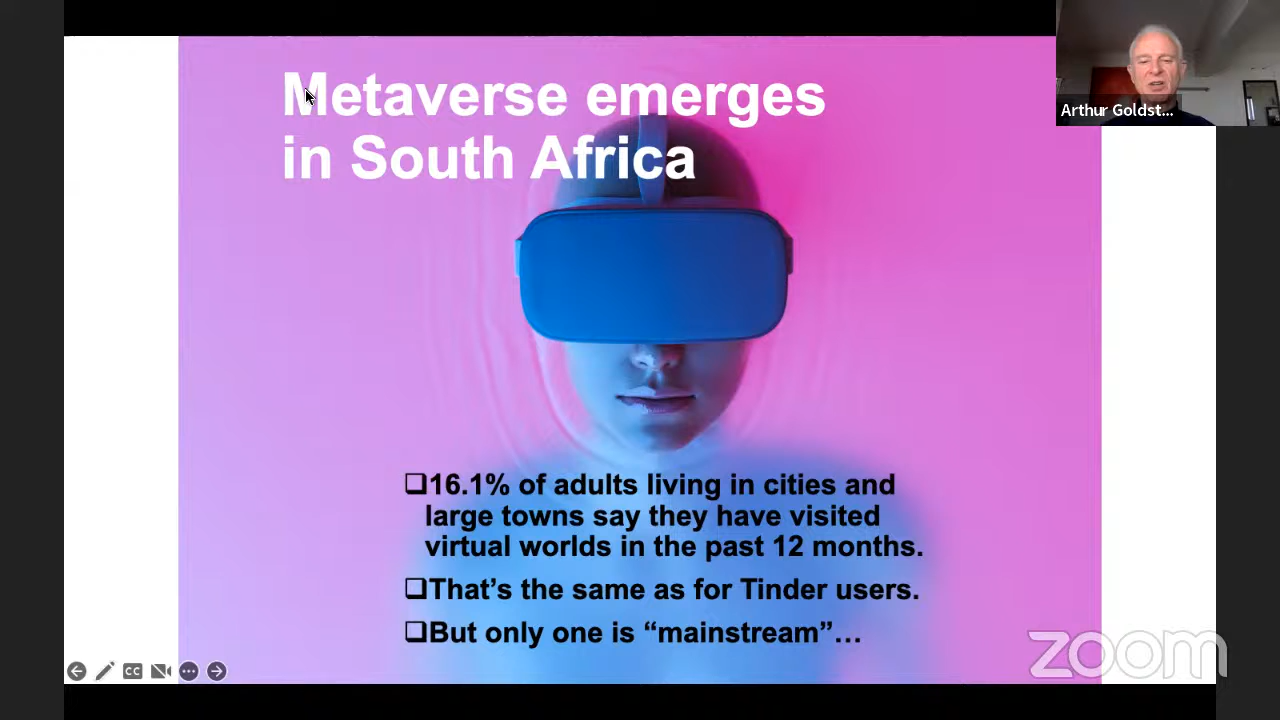 Metaverse emerges
in South Africa
Arthur Goldst...
❑16.1% of adults living in cities and
large towns say they have visited
virtual worlds in the past 12 months.
❑That’s the same as for Tinder users.
❑But only one is “mainstream”…
CC
zoom